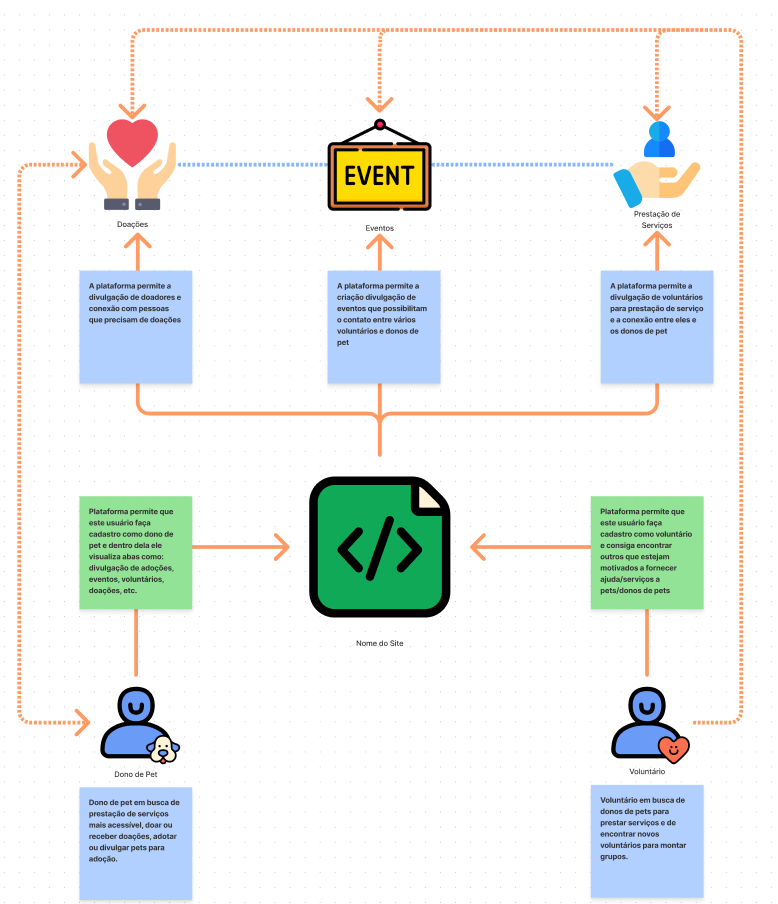 EVENT
Doações
Eventos
Prestação de
Serviços
A plataforma permite a
divulgação de doadores e
conexão com pessoas
que precisam de doações
A plataforma permite a
criação divulgação de
eventos que possibilitam
o contato entre vários
voluntários e donos de
pet
A plataforma permite a
divulgação de voluntários
para prestação de serviço
e a conexão entre eles e
os donos de pet
Plataforma permite que
este usuário faça
cadastro como dono de
pet e dentro dela ele
visualiza abas como:
divulgação de adoções,
eventos, voluntários,
doações, etc.
Plataforma permite que
este usuário faça
cadastro como voluntário
e consiga encontrar
outros que estejam
motivados a fornecer
ajuda/serviços a
pets/donos de pets
</>
Nome do Site
Dono de Pet
Voluntário
Dono de pet em busca de
prestação de serviços
mais acessível, doar ou
receber doações, adotar
ou divulgar pets para
adoção.
Voluntário em busca de
donos de pets para
prestar serviços e de
encontrar novos
voluntários para montar
grupos.